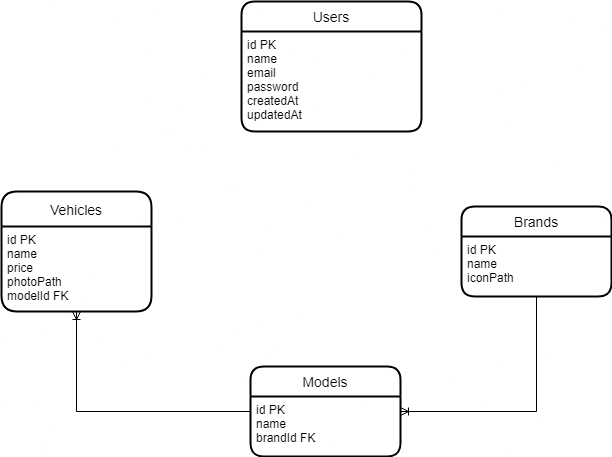 Users
id PK
name
email
password
createdAt
updatedAt
Vehicles
id PK
name
price
photoPath
modelId FK
Brands
id PK
name
iconPath
Models
id PK
name
brandId FK